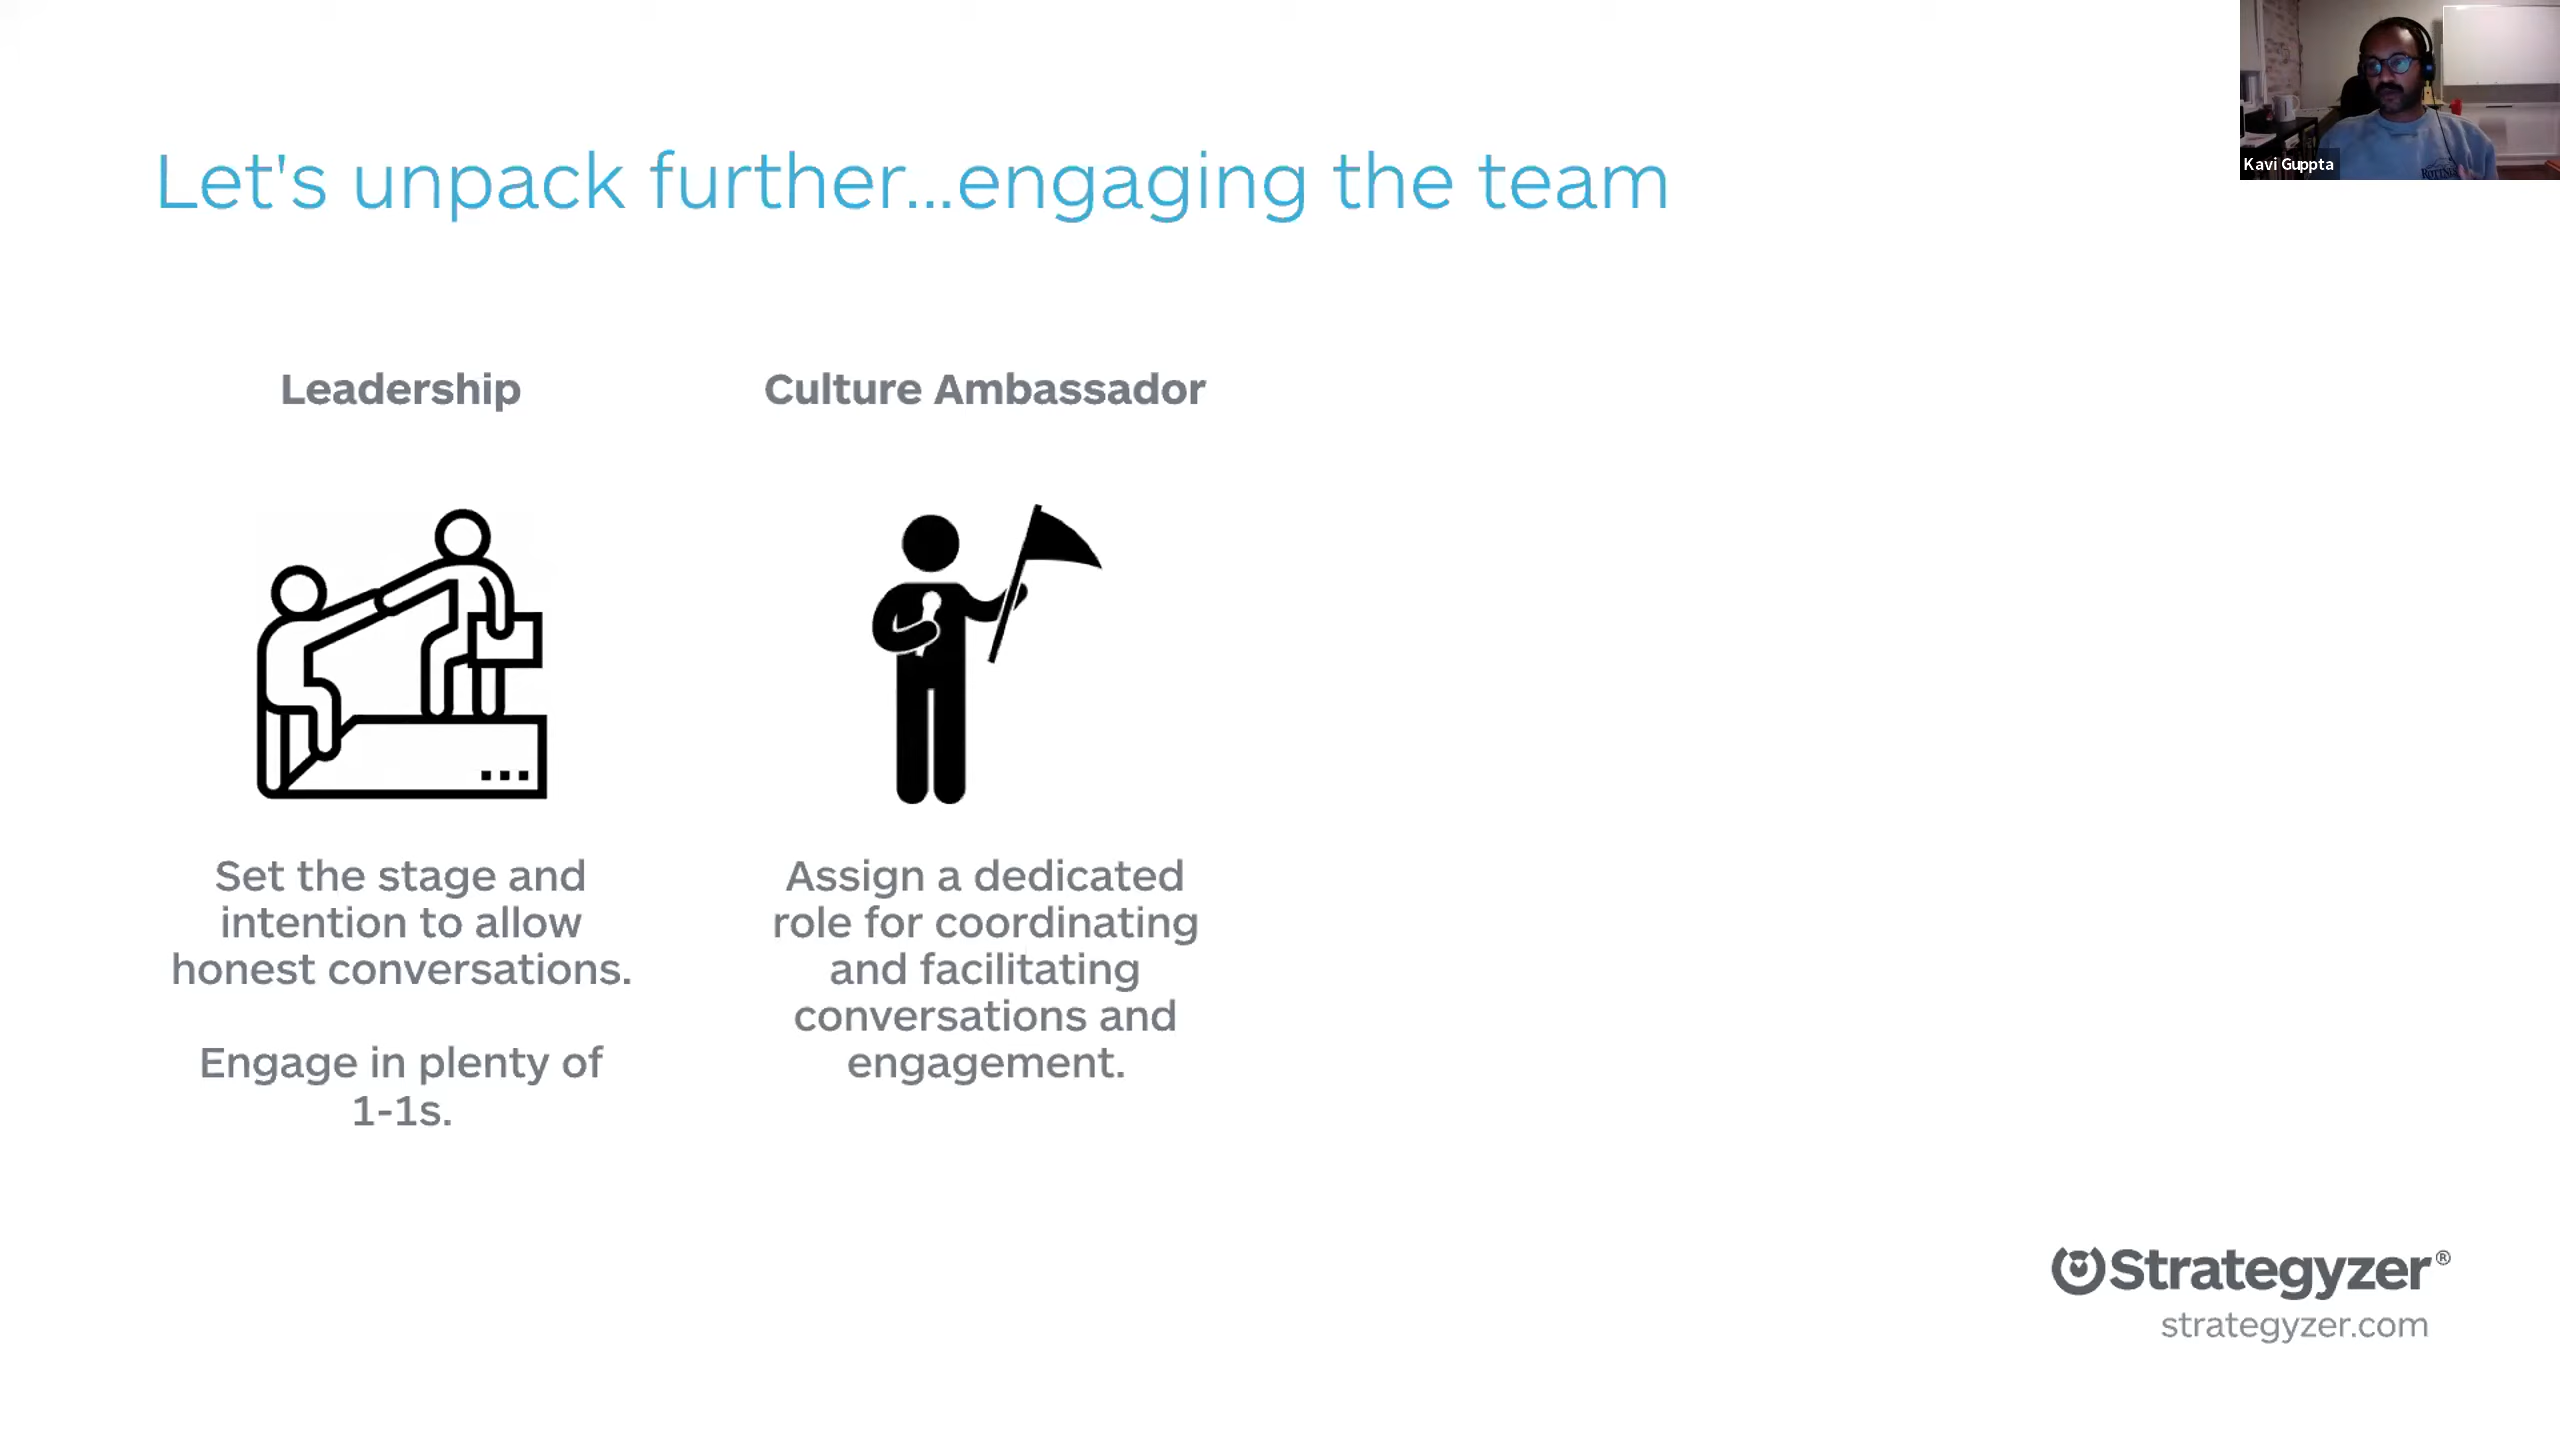 Kavi Guppta
Let's unpack further...engaging the team
Leadership
Set the stage and
intention to allow
honest conversations.
Engage in plenty of
1-1s.
Culture Ambassador
Assign a dedicated
role for coordinating
and facilitating
conversations and
engagement.
Strategyzer®
strategyzer.com